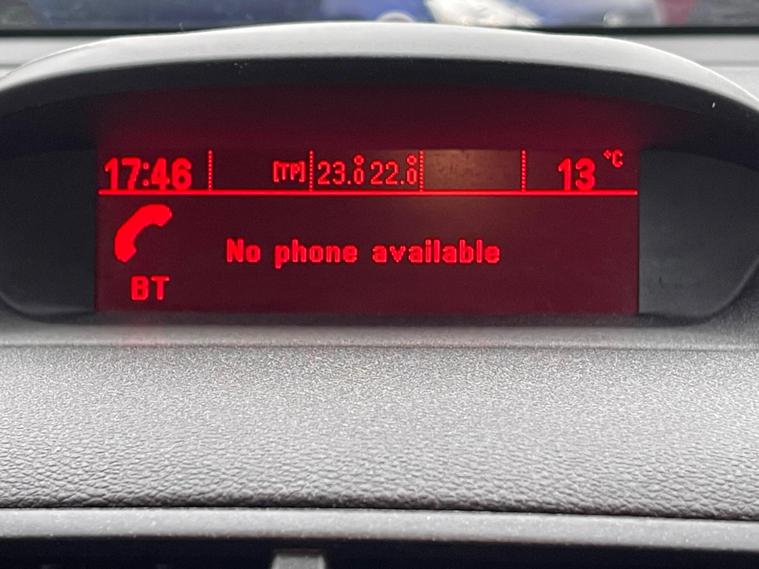 17:46 [TP] 23.0 22.0 13 °C
No phone available
BT